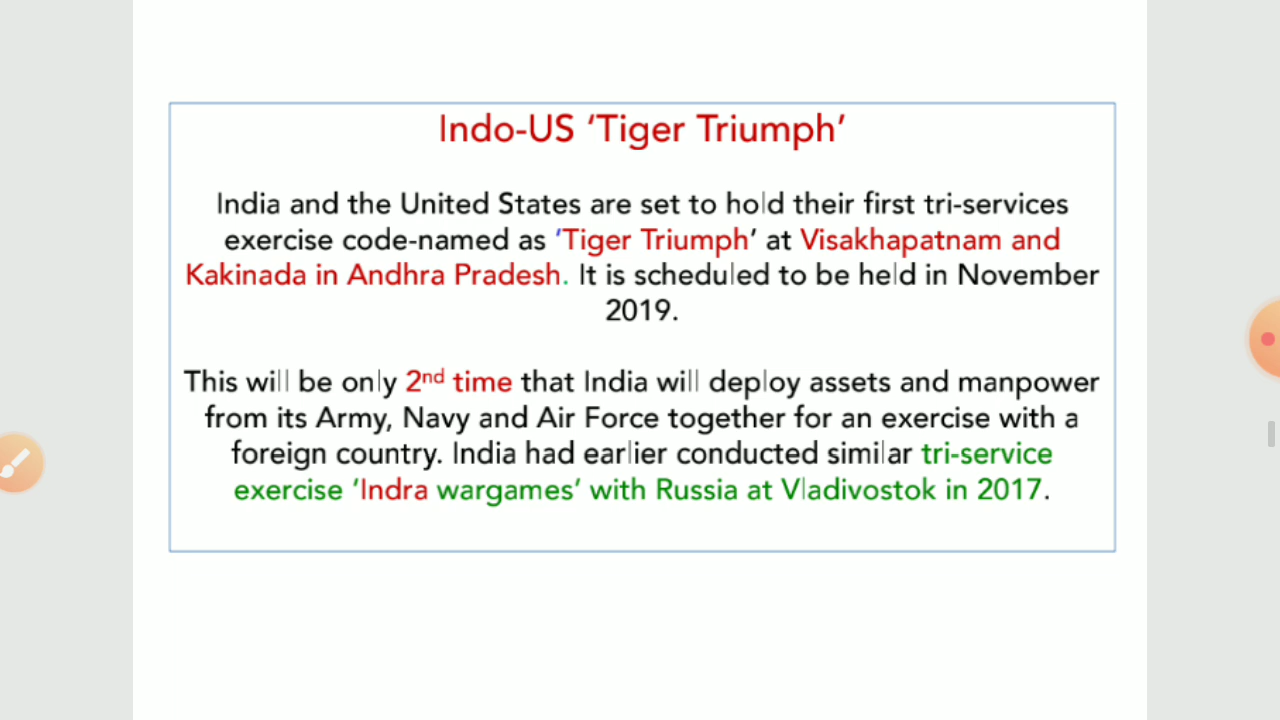 Indo-US ‘Tiger Triumph’
India and the United States are set to hold their first tri-services
exercise code-named as ‘Tiger Triumph’ at Visakhapatnam and
Kakinada in Andhra Pradesh. It is scheduled to be held in November
2019.
This will be only 2nd time that India will deploy assets and manpower
from its Army, Navy and Air Force together for an exercise with a
foreign country. India had earlier conducted similar tri-service
exercise ‘Indra wargames’ with Russia at Vladivostok in 2017.